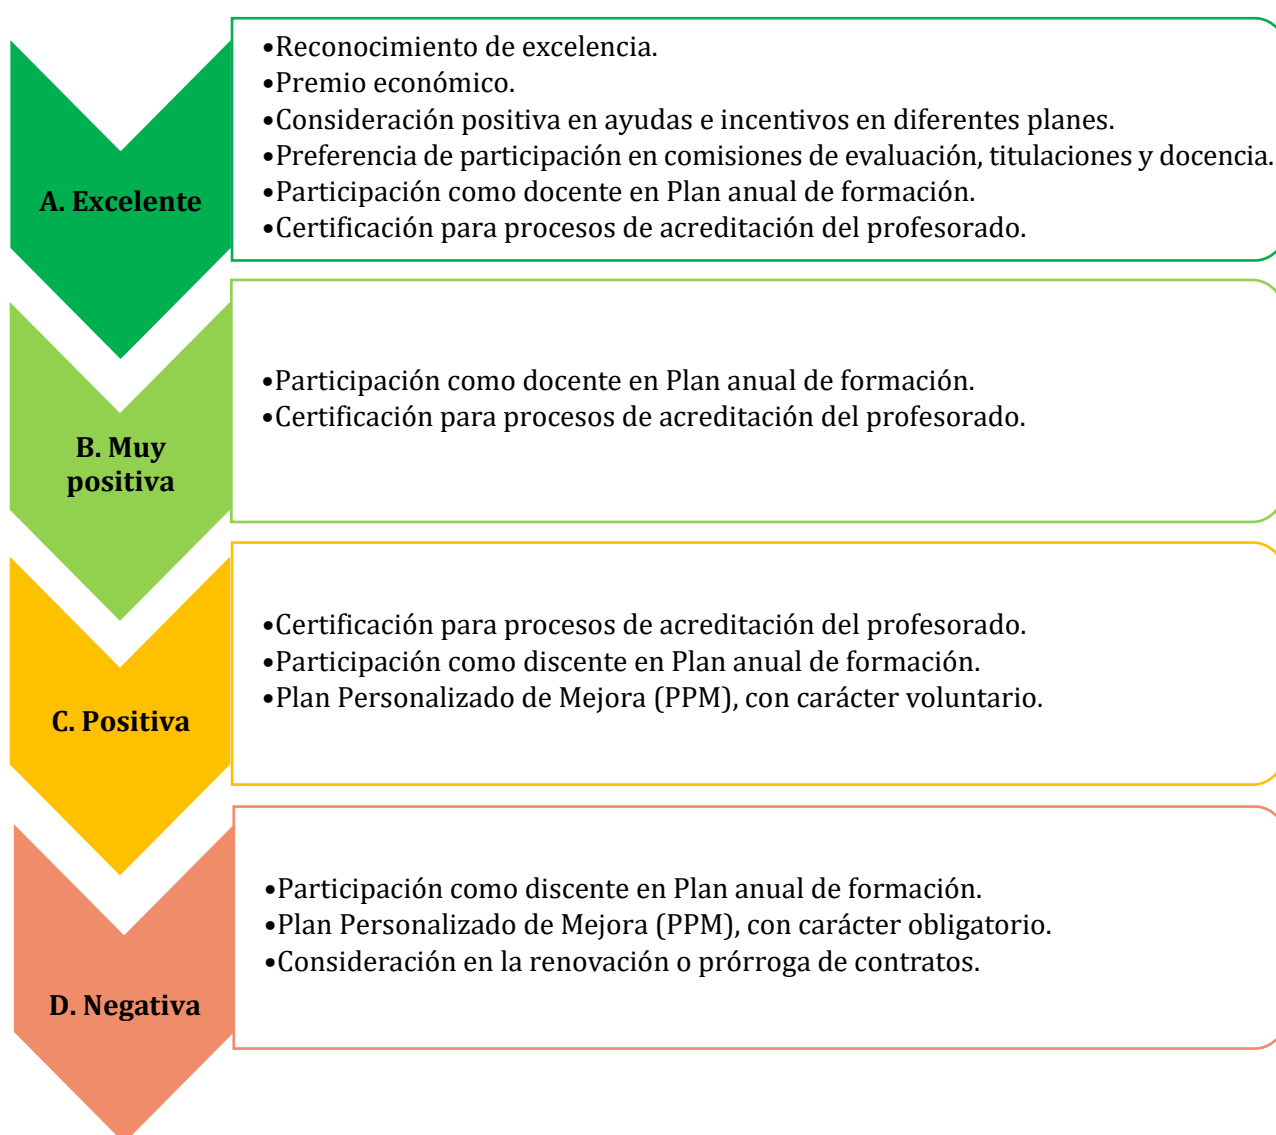 A. Excelente
•Reconocimiento de excelencia.
•Premio económico.
•Consideración positiva en ayudas e incentivos en diferentes planes.
•Preferencia de participación en comisiones de evaluación, titulaciones y docencia.
•Participación como docente en Plan anual de formación.
•Certificación para procesos de acreditación del profesorado.
B. Muy
positiva
•Participación como docente en Plan anual de formación.
•Certificación para procesos de acreditación del profesorado.
C. Positiva
•Certificación para procesos de acreditación del profesorado.
•Participación como discente en Plan anual de formación.
•Plan Personalizado de Mejora (PPM), con carácter voluntario.
D. Negativa
•Participación como discente en Plan anual de formación.
•Plan Personalizado de Mejora (PPM), con carácter obligatorio.
•Consideración en la renovación o prórroga de contratos.